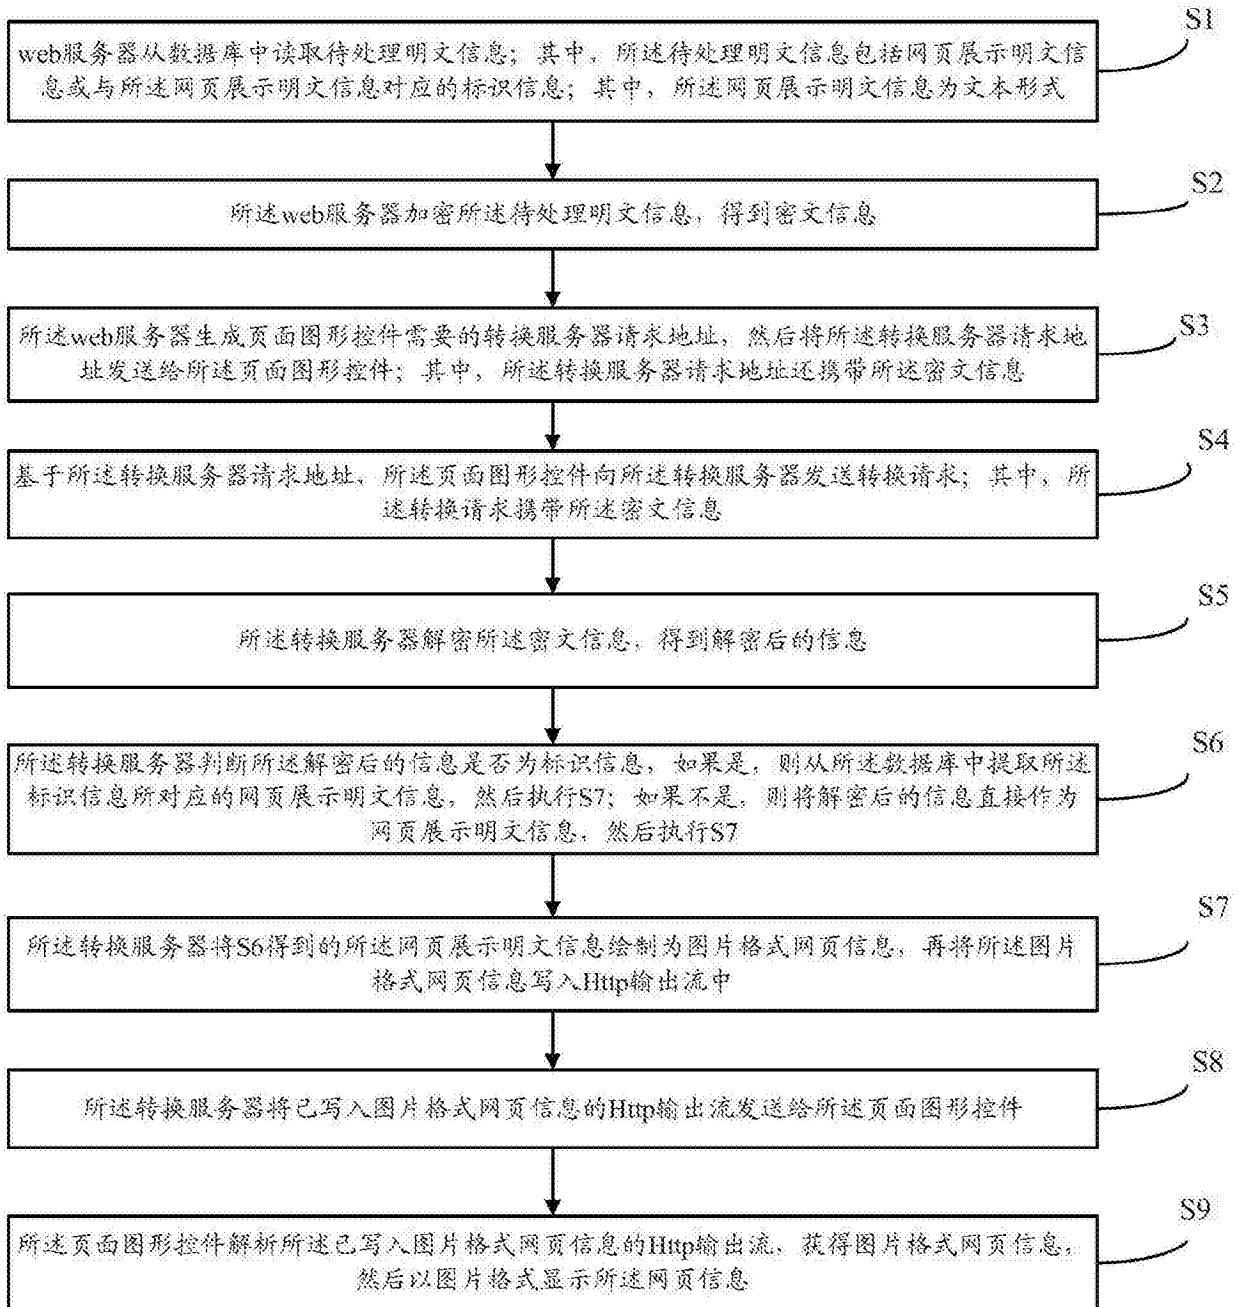 S1
web服务器从数据库中读取待处理明文信息；其中，所述待处理明文信息包括网页展示明文信
息或与所述网页展示明文信息对应的标识信息；其中，所述网页展示明文信息为文本形式
S2
所述web服务器加密所述待处理明文信息，得到密文信息
S3
所述web服务器生成页面图形控件需要的转换服务器请求地址，然后将所述转换服务器请求地
址发送给所述页面图形控件；其中，所述转换服务器请求地址还携带所述密文信息
S4
基于所述转换服务器请求地址，所述页面图形控件向所述转换服务器发送转换请求；其中，所
述转换请求携带所述密文信息
S5
所述转换服务器解密所述密文信息，得到解密后的信息
S6
所述转换服务器判断所述解密后的信息是否为标识信息，如果是，则从所述数据库中提取所述
标识信息所对应的网页展示明文信息，然后执行S7；如果不是，则将解密后的信息直接作为
网页展示明文信息，然后执行S7
S7
所述转换服务器将S6得到的所述网页展示明文信息绘制为图片格式网页信息，再将所述图片
格式网页信息写入Http输出流中
S8
所述转换服务器将已写入图片格式网页信息的Http输出流发送给所述页面图形控件
S9
所述页面图形控件解析所述已写入图片格式网页信息的Http输出流，获得图片格式网页信息，
然后以图片格式显示所述网页信息